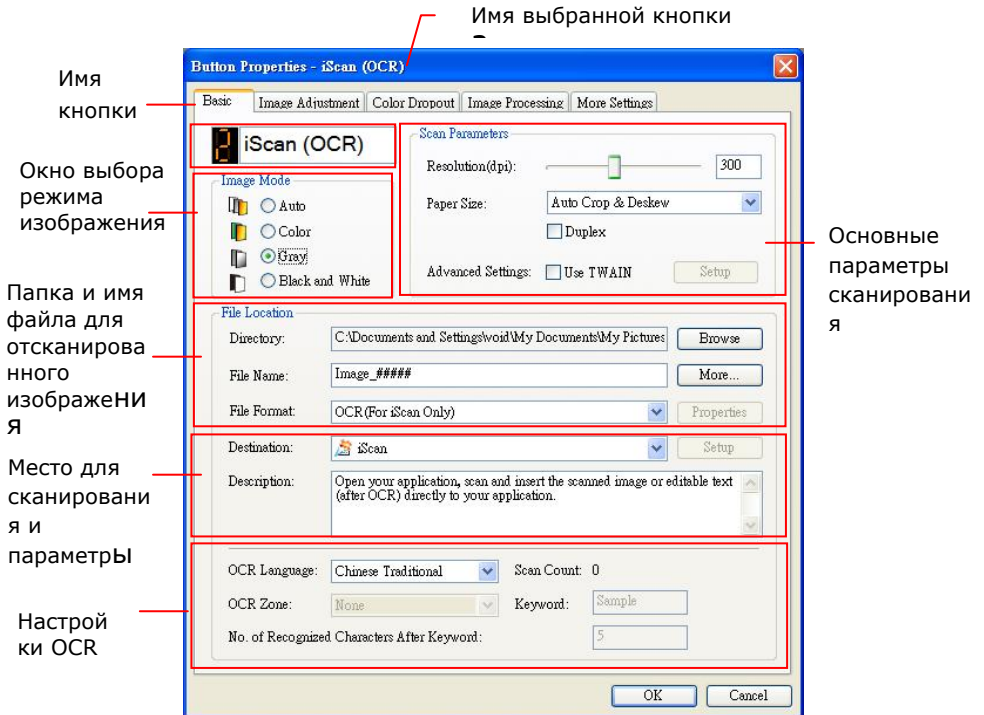 Имя выбранной кнопки
Имя
кнопки
Окно выбора
режима
изображения
Папка и имя
файла для
отсканирова
нного
изображени
я
Место для
сканировани
я и
параметры
Настрой
ки OCR
Button Properties - iScan (OCR)
Basic Image Adjustment Color Dropout Image Processing More Settings
2 iScan (OCR)
Image Mode
Auto
Color
Gray
Black and White
Scan Parameters
Resolution(dpi): 300
Paper Size: Auto Crop & Deskew
Duplex
Advanced Settings: Use TWAIN Setup
File Location
Directory: C:\Documents and Settings\void\My Documents\My Pictures Browse
File Name: Image_##### More...
File Format: OCR(For iScan Only) Properties
Destination: iScan Setup
Description: Open your application, scan and insert the scanned image or editable text
(after OCR) directly to your application.
OCR Language: Chinese Traditional Scan Count: 0
OCR Zone: None Keyword: Sample
No. of Recognized Characters After Keyword: 5
OK Cancel
Основные
параметры
сканировани
я